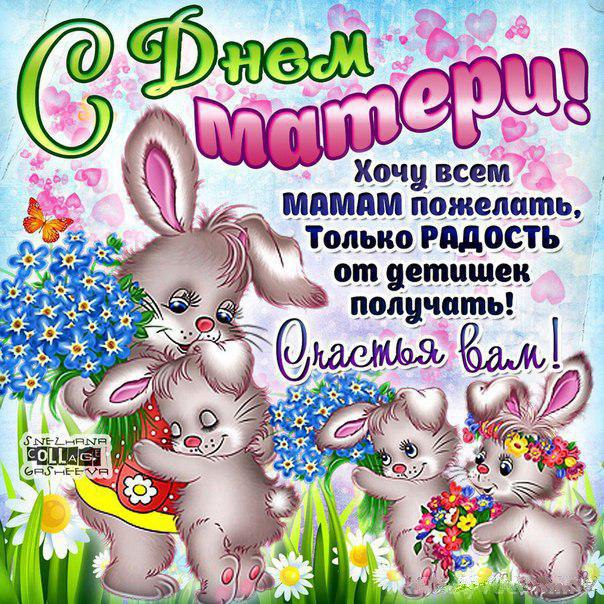 С Днем
матери!
Хочу всем
МАМАМ пожелать,
Только РАДОСТЬ
от детишек
получать!
Счастья вам!
SNEZHANA
COLLAGE
GASHEEVA